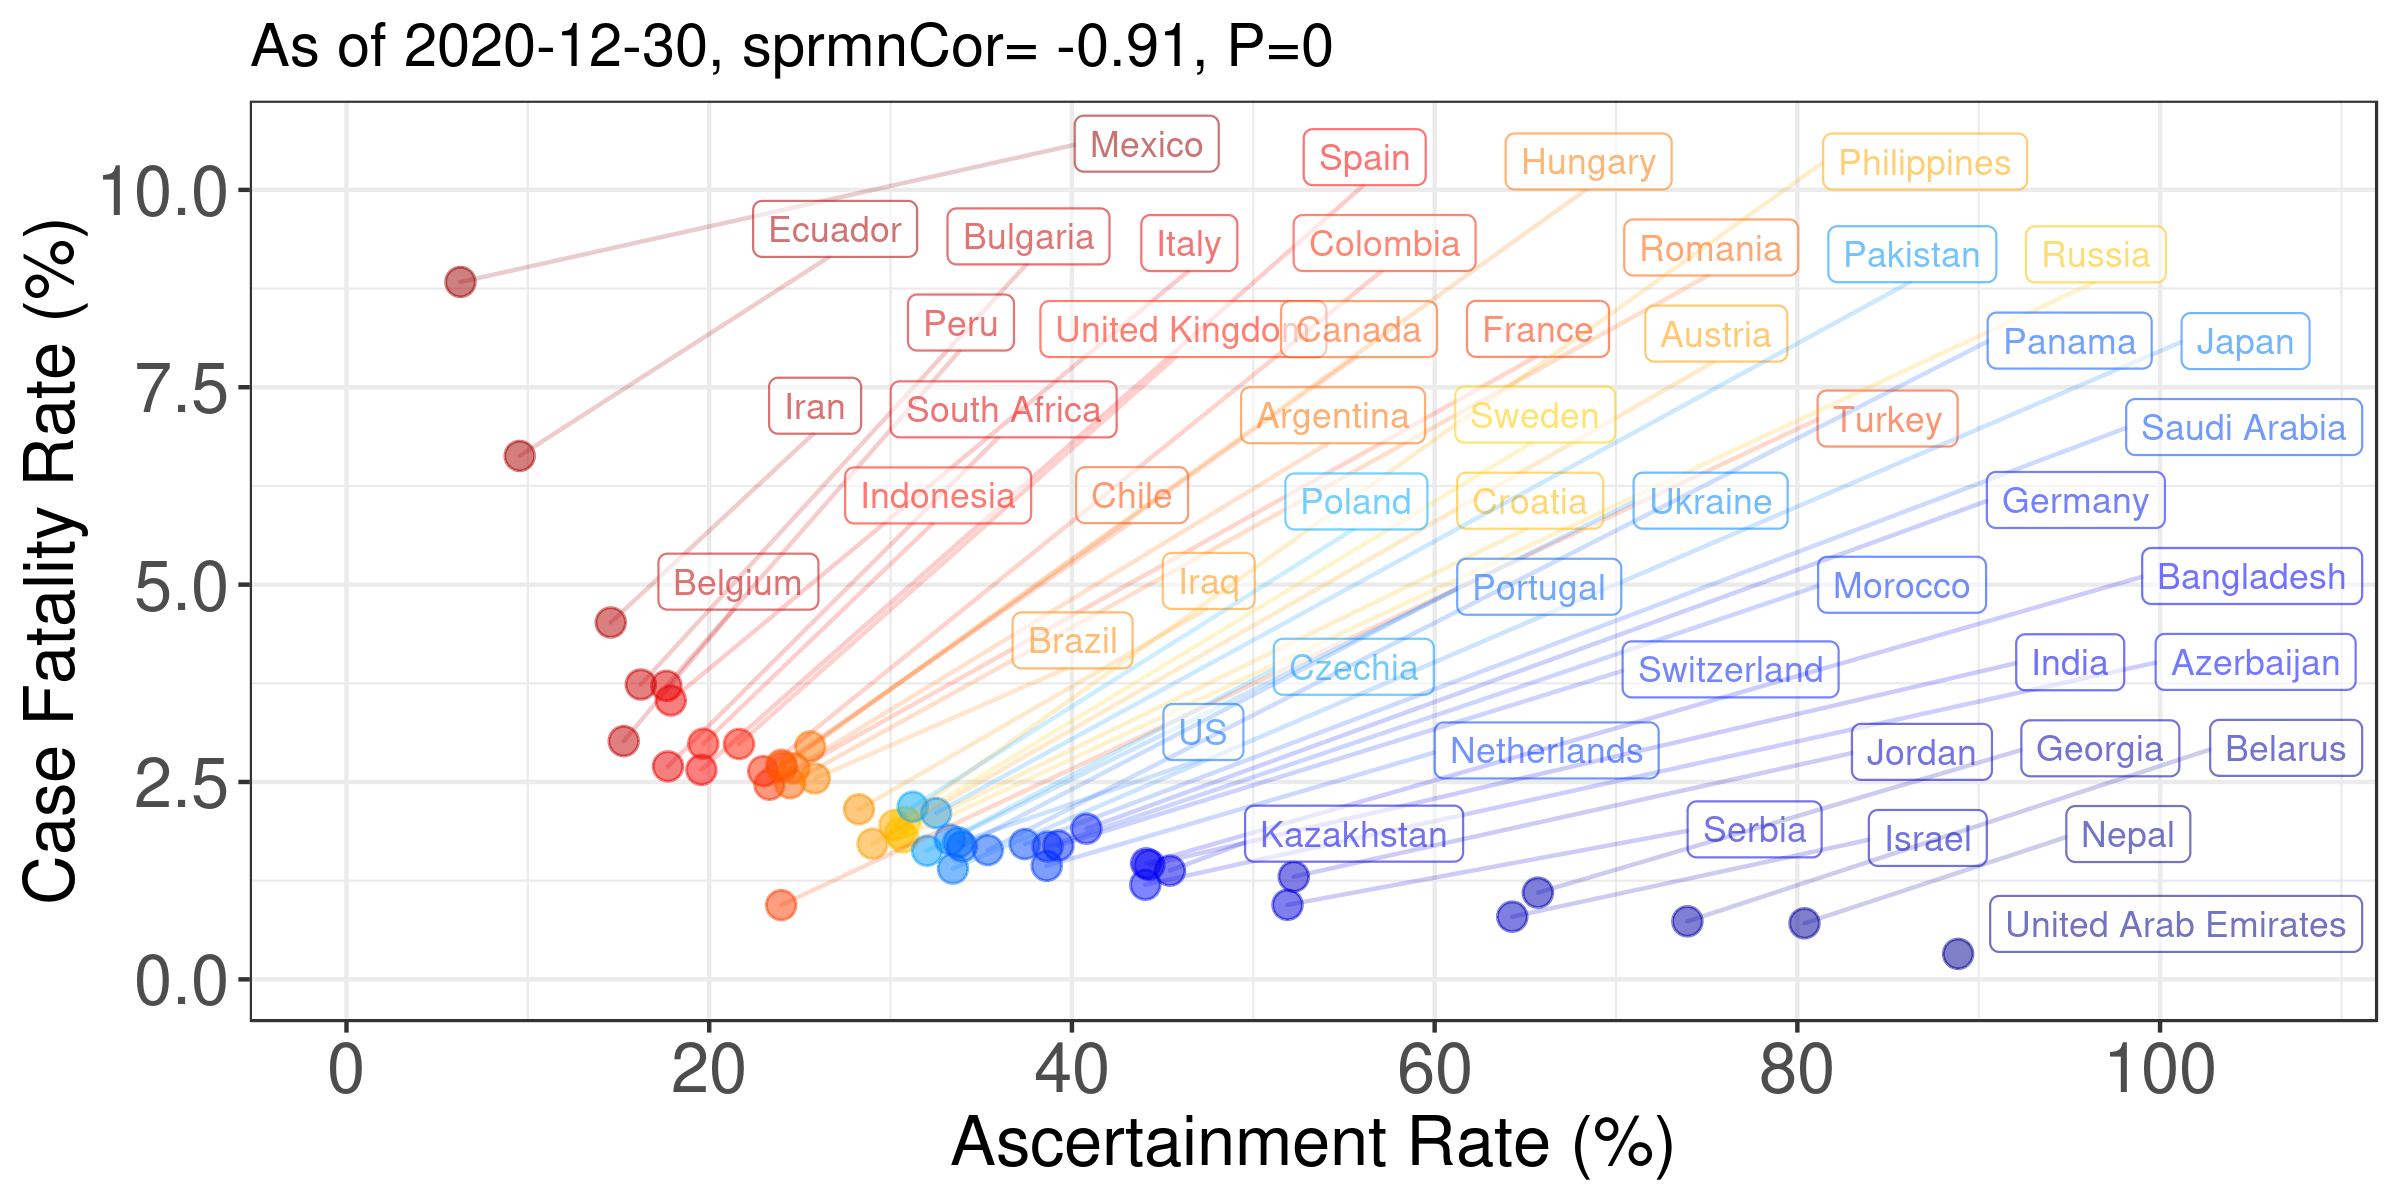 As of 2020-12-30, sprmnCor= -0.91, P=0
Case Fatality Rate (%)
10.0
7.5
5.0
2.5
0.0
Mexico
Spain
Hungary
Philippines
Ecuador
Bulgaria
Italy
Colombia
Romania
Pakistan
Russia
Peru
United Kingdom
Canada
France
Austria
Panama
Japan
Iran
South Africa
Argentina
Sweden
Turkey
Saudi Arabia
Indonesia
Chile
Poland
Croatia
Ukraine
Germany
Belgium
Iraq
Portugal
Morocco
Bangladesh
Brazil
Czechia
Switzerland
India
Azerbaijan
US
Netherlands
Jordan
Georgia
Belarus
Kazakhstan
Serbia
Israel
Nepal
United Arab Emirates
0
20
40
60
80
100
Ascertainment Rate (%)